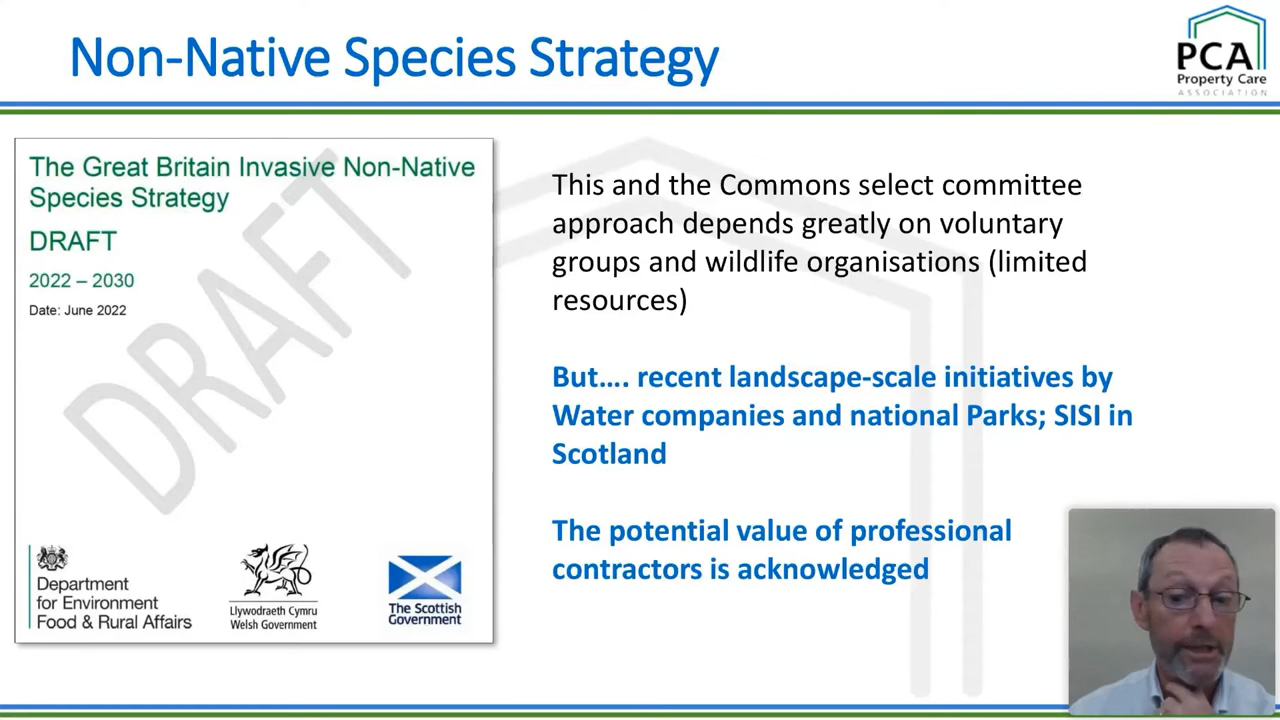 Non-Native Species Strategy
PCA
Property Care
ASSOCIATION
The Great Britain Invasive Non-Native
Species Strategy
DRAFT
2022 – 2030
Date: June 2022
DRAFT
Department
for Environment
Food & Rural Affairs
Llywodraeth Cymru
Welsh Government
The Scottish
Government
This and the Commons select committee
approach depends greatly on voluntary
groups and wildlife organisations (limited
resources)
But…. recent landscape-scale initiatives by
Water companies and national Parks; SISI in
Scotland
The potential value of professional
contractors is acknowledged